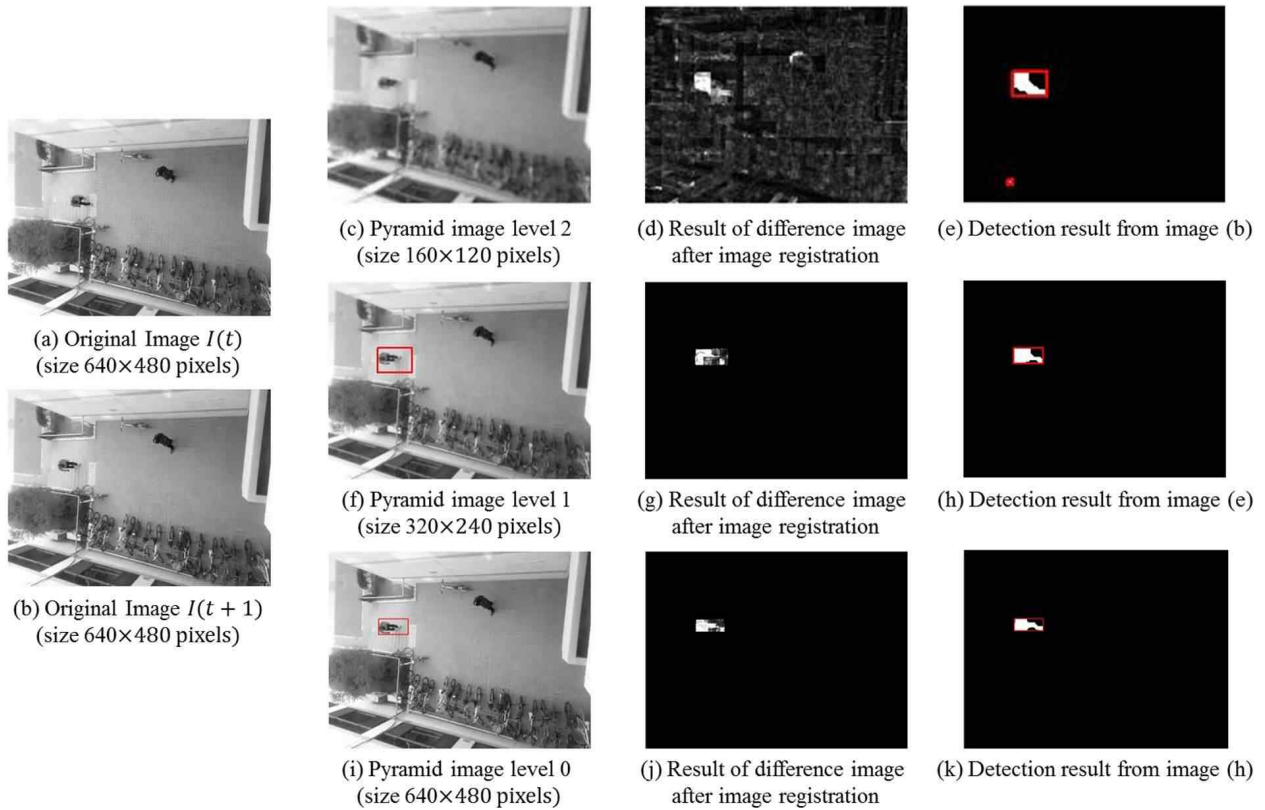 (a) Original Image I(t)
(size 640×480 pixels)
(b) Original Image I(t + 1)
(size 640×480 pixels)
(c) Pyramid image level 2
(size 160×120 pixels)
(d) Result of difference image
after image registration
(e) Detection result from image (b)
(f) Pyramid image level 1
(size 320×240 pixels)
(g) Result of difference image
after image registration
(h) Detection result from image (e)
(i) Pyramid image level 0
(size 640×480 pixels)
(j) Result of difference image
after image registration
(k) Detection result from image (h)